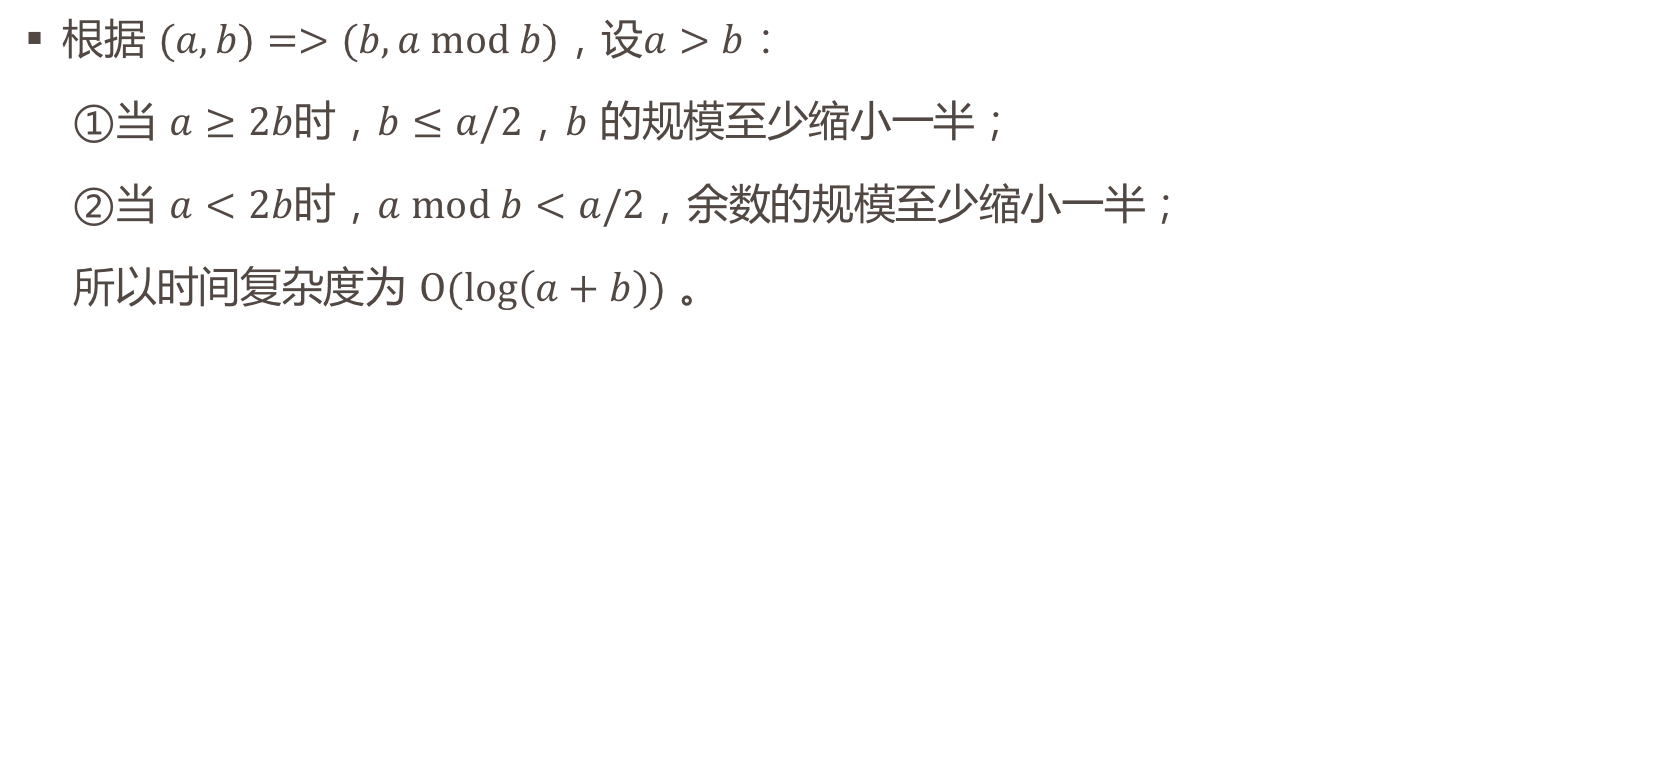 ▪ 根据 (a, b) => (b, a mod b)，设a > b：
①当 a ≥ 2b时，b ≤ a/2，b 的规模至少缩小一半；
②当 a < 2b时，a mod b < a/2，余数的规模至少缩小一半；
所以时间复杂度为 O(log(a + b)) 。